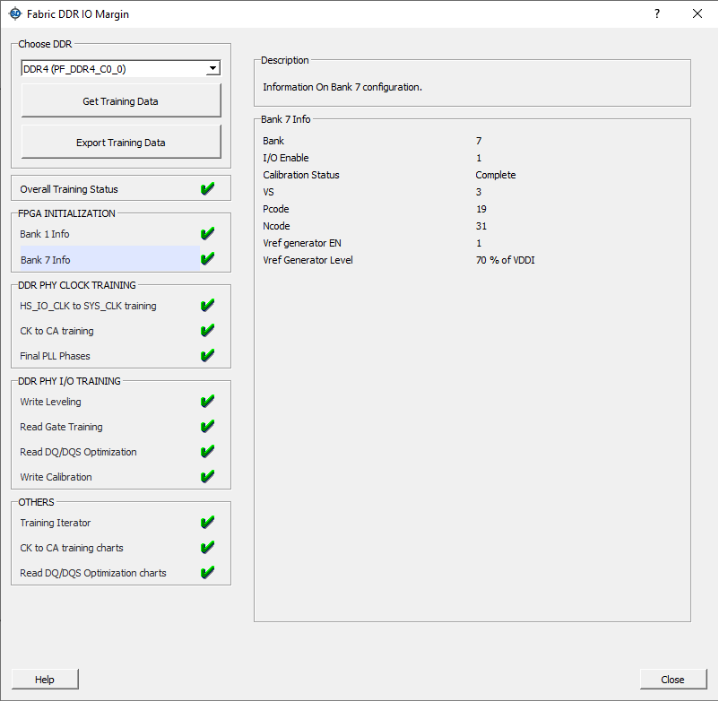 Fabric DDR IO Margin
?
Choose DDR
DDR4 (PF_DDR4_C0_0)
Get Training Data
Export Training Data
Overall Training Status
FPGA INITIALIZATION
Bank 1 Info
Bank 7 Info
DDR PHY CLOCK TRAINING
HS_IO_CLK to SYS_CLK training
CK to CA training
Final PLL Phases
DDR PHY I/O TRAINING
Write Leveling
Read Gate Training
Read DQ/DQS Optimization
Write Calibration
OTHERS
Training Iterator
CK to CA training charts
Read DQ/DQS Optimization charts
Description
Information On Bank 7 configuration.
Bank 7 Info
Bank 7
I/O Enable 1
Calibration Status Complete
VS 3
Pcode 19
Ncode 31
Vref generator EN 1
Vref Generator Level 70 % of VDDI
Help
Close